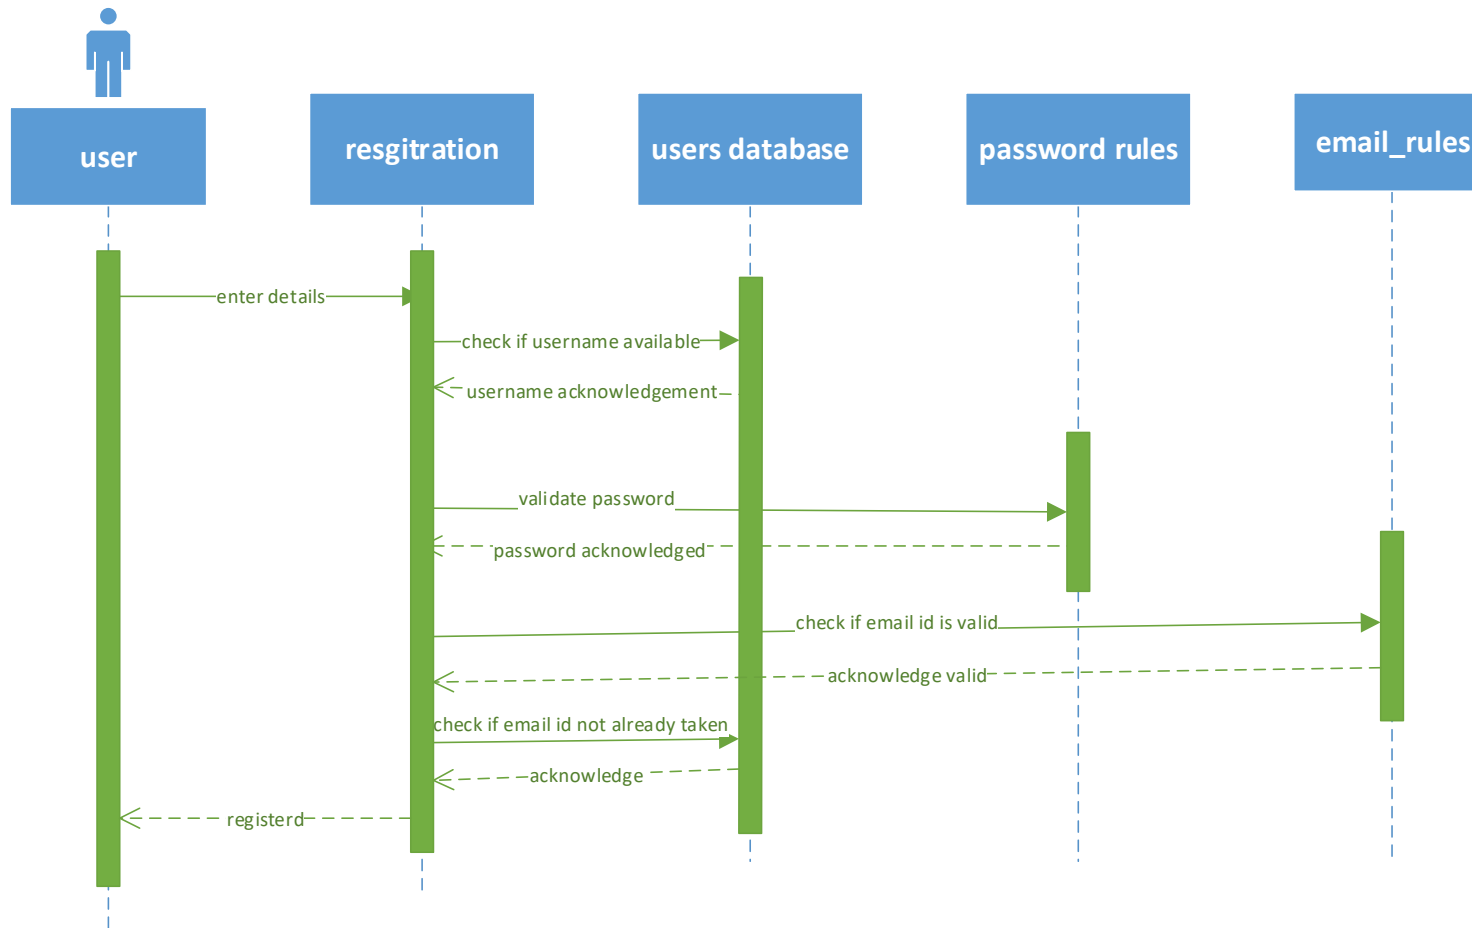 user
resgitration
users database
password rules
email_rules
enter details
check if username available
username acknowledgement
validate password
password acknowledged
check if email id is valid
acknowledge valid
check if email id not already taken
acknowledge
registerd